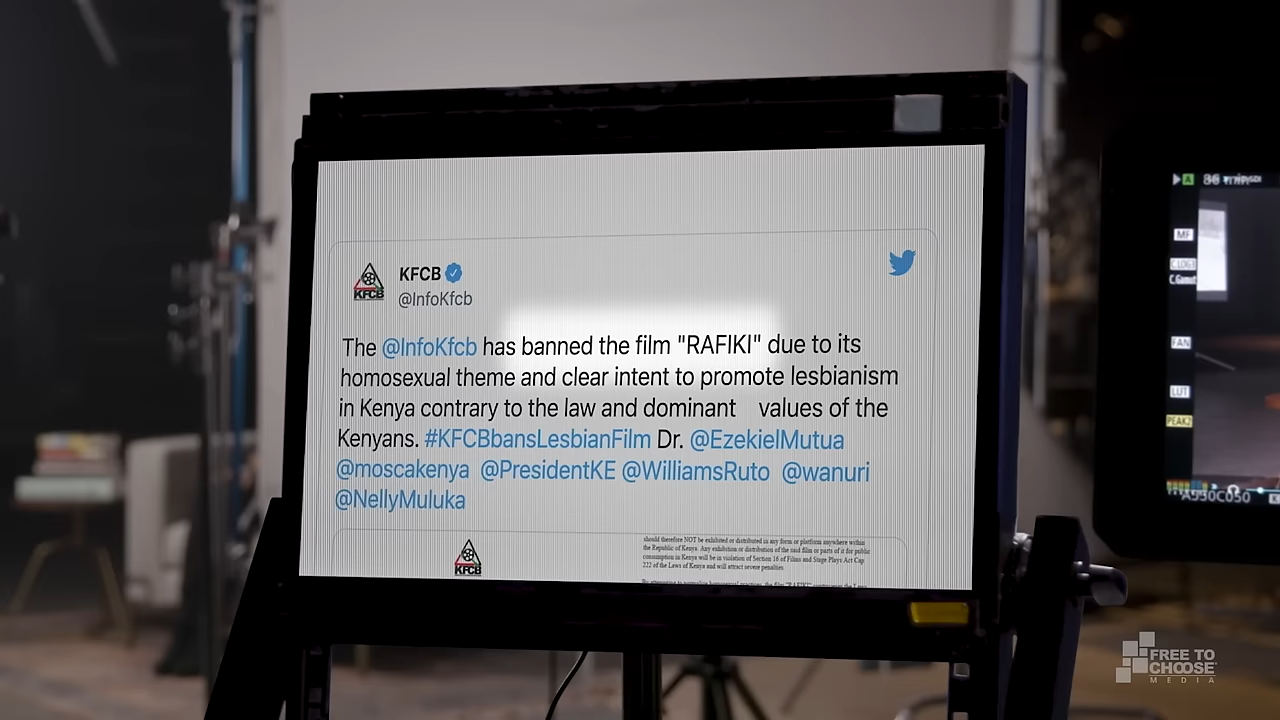 KFCB
@InfoKfcb
The @InfoKfcb has banned the film "RAFIKI" due to its
homosexual theme and clear intent to promote lesbianism
in Kenya contrary to the law and dominant values of the
Kenyans. #KFCBbansLesbianFilm Dr. @EzekielMutua
@moscakenya @PresidentKE @WilliamsRuto @wanuri
@NellyMuluka
KFCB
KFCB
should therefore NOT be exhibited or distributed in any form or platform anywhere within
the Republic of Kenya. Any exhibition or distribution of the said film or parts of it for public
consumption in Kenya will be in violation of Section 16 of Films and Stage Plays Act Cap
222 of the Laws of Kenya and will attract severe penalties
A
MF
C.LOG3
C.Gamut
FAN
LUT
PEAK2
FREE TO
CHOOSE
MEDIA